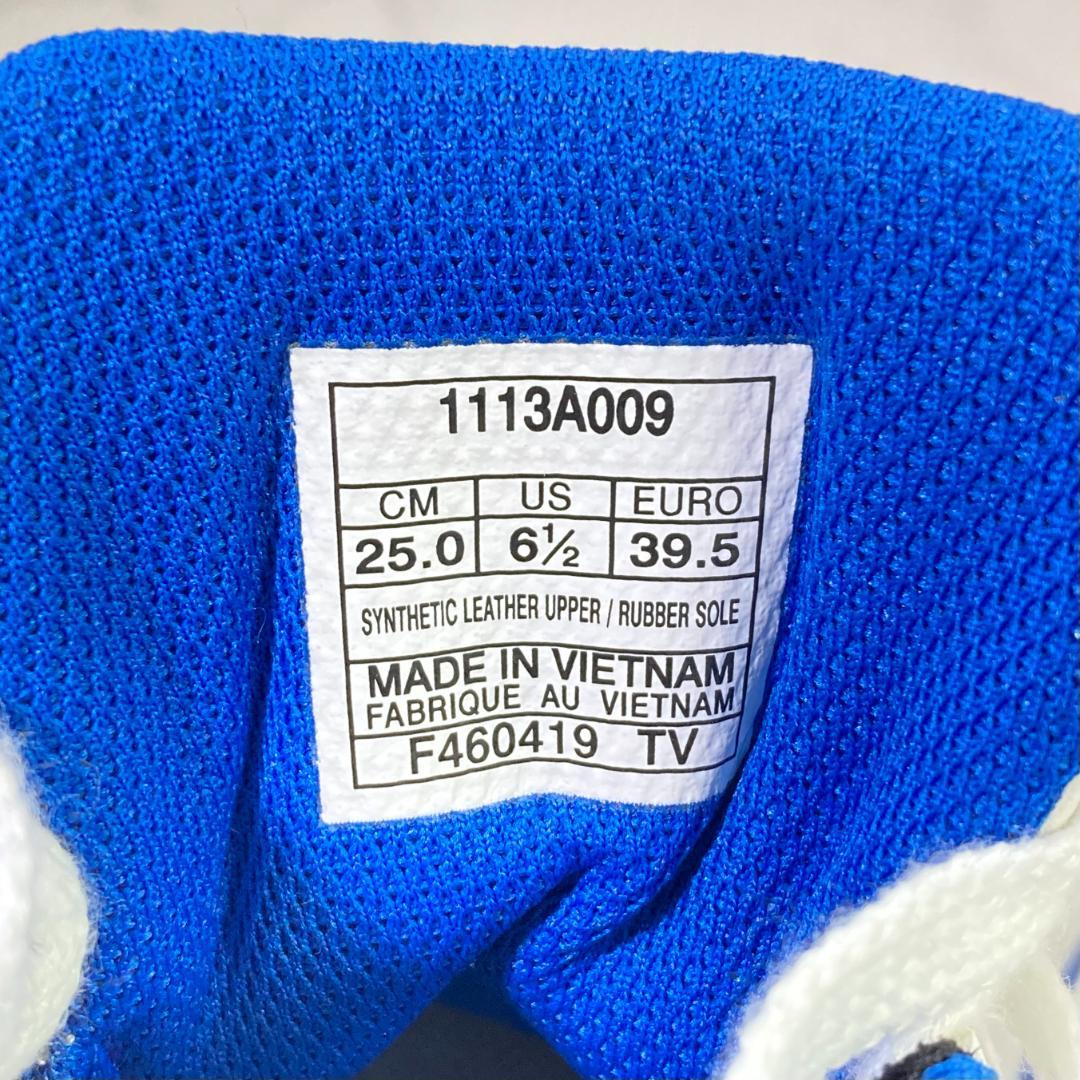 1113A009
CM US EURO
25.0 6½ 39.5
SYNTHETIC LEATHER UPPER / RUBBER SOLE
MADE IN VIETNAM
FABRIQUE AU VIETNAM
F460419 TV